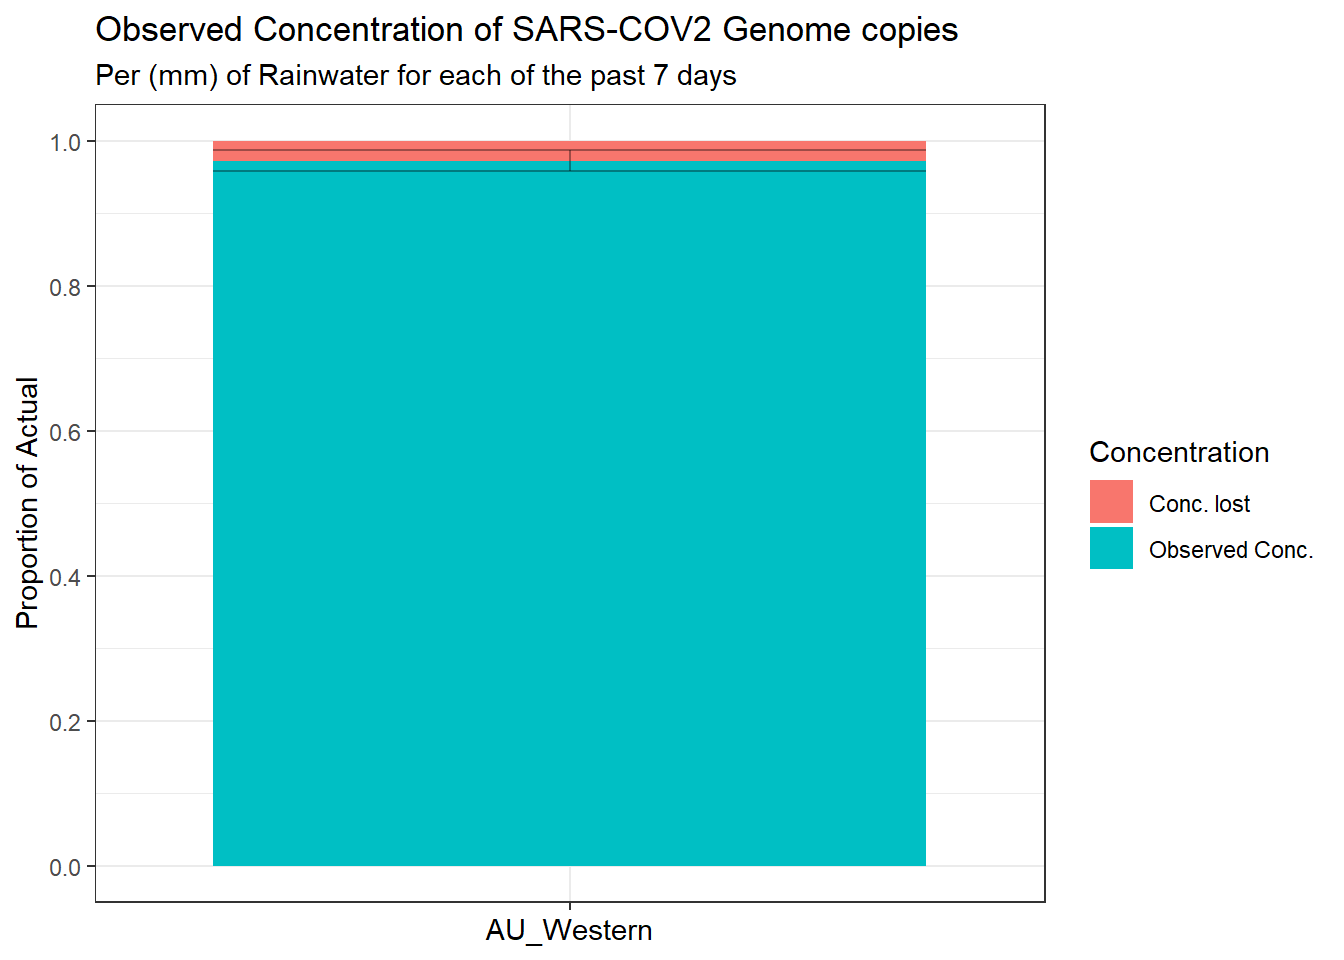 Observed Concentration of SARS-COV2 Genome copies
Per (mm) of Rainwater for each of the past 7 days
Proportion of Actual
1.0
0.8
0.6
0.4
0.2
0.0
AU_Western
Concentration
Conc. lost
Observed Conc.